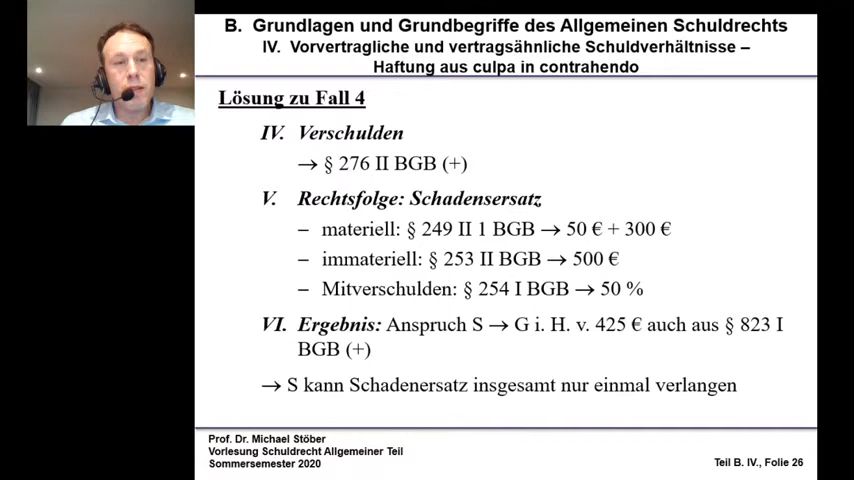 B. Grundlagen und Grundbegriffe des Allgemeinen Schuldrechts
IV. Vorvertragliche und vertragsähnliche Schuldverhältnisse –
Haftung aus culpa in contrahendo
Lösung zu Fall 4
IV. Verschulden
→ § 276 II BGB (+)
V. Rechtsfolge: Schadensersatz
– materiell: § 249 II 1 BGB → 50 € + 300 €
– immateriell: § 253 II BGB → 500 €
– Mitverschulden: § 254 I BGB → 50 %
VI. Ergebnis: Anspruch S → G i. H. v. 425 € auch aus § 823 I
BGB (+)
→ S kann Schadenersatz insgesamt nur einmal verlangen
Prof. Dr. Michael Stöber
Vorlesung Schuldrecht Allgemeiner Teil
Sommersemester 2020
Teil B. IV., Folie 26